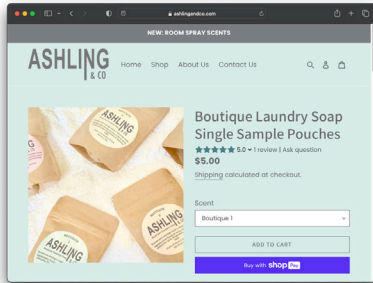 ashlingandco.com
NEW: ROOM SPRAY SCENTS
ASHLING
& CO
Home Shop About Us Contact Us
Boutique Laundry Soap
Single Sample Pouches
5.0 1 review | Ask question
$5.00
Shipping calculated at checkout.
Scent
Boutique 1
ADD TO CART
Buy with shop Pay
ASHLING
ASHLING
ASHLING